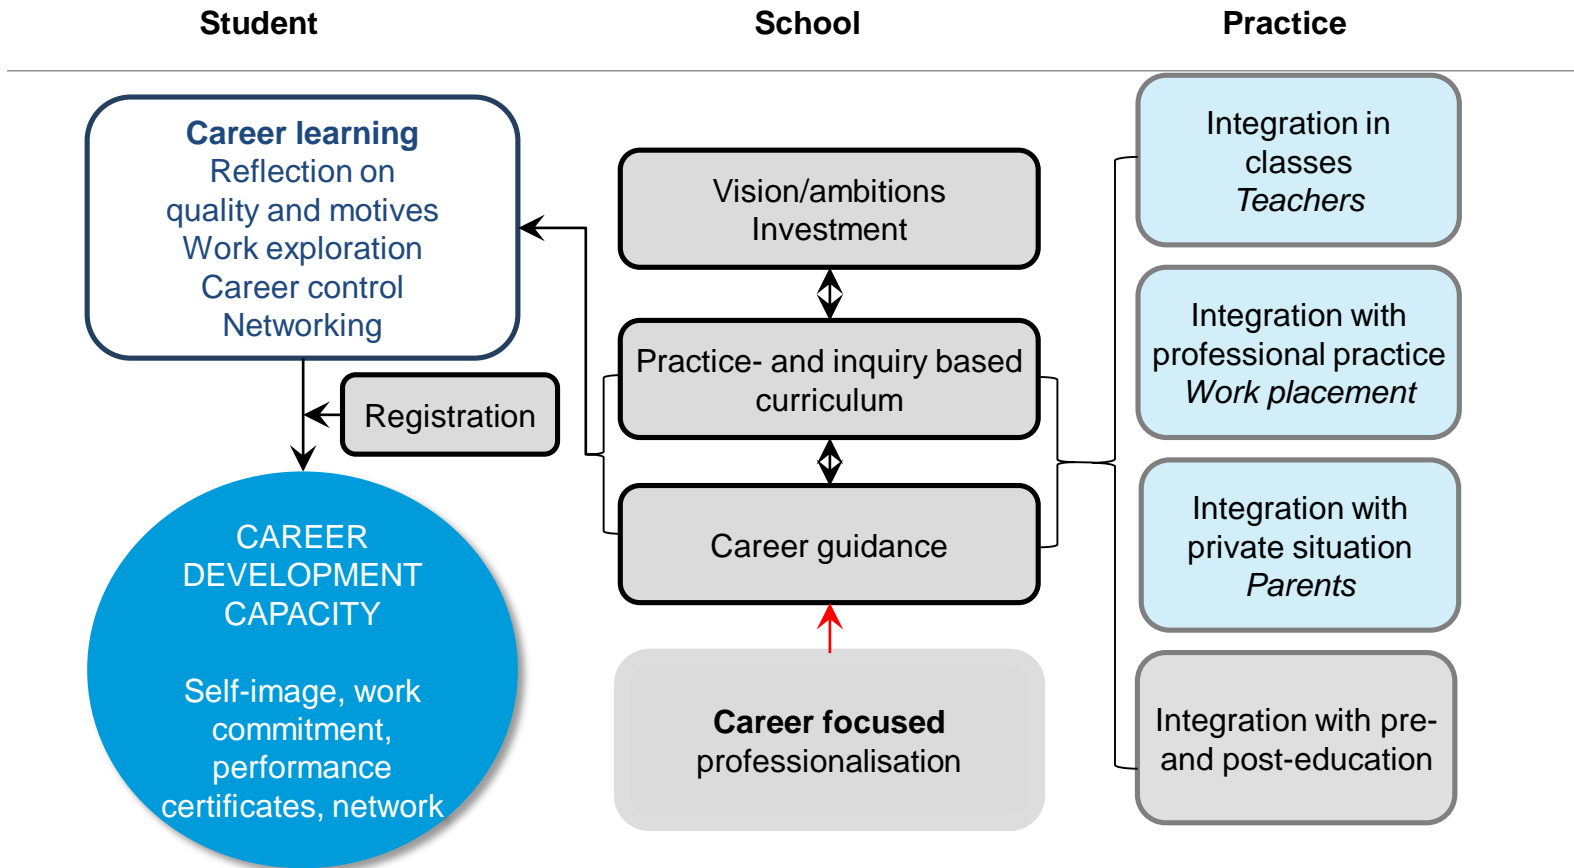 Student
School
Practice
Career learning
Reflection on
quality and motives
Work exploration
Career control
Networking
Registration
CAREER
DEVELOPMENT
CAPACITY
Self-image, work
commitment,
performance
certificates, network
Vision/ambitions
Investment
Practice- and inquiry based
curriculum
Career guidance
Career focused
professionalisation
Integration in
classes
Teachers
Integration with
professional practice
Work placement
Integration with
private situation
Parents
Integration with pre-
and post-education